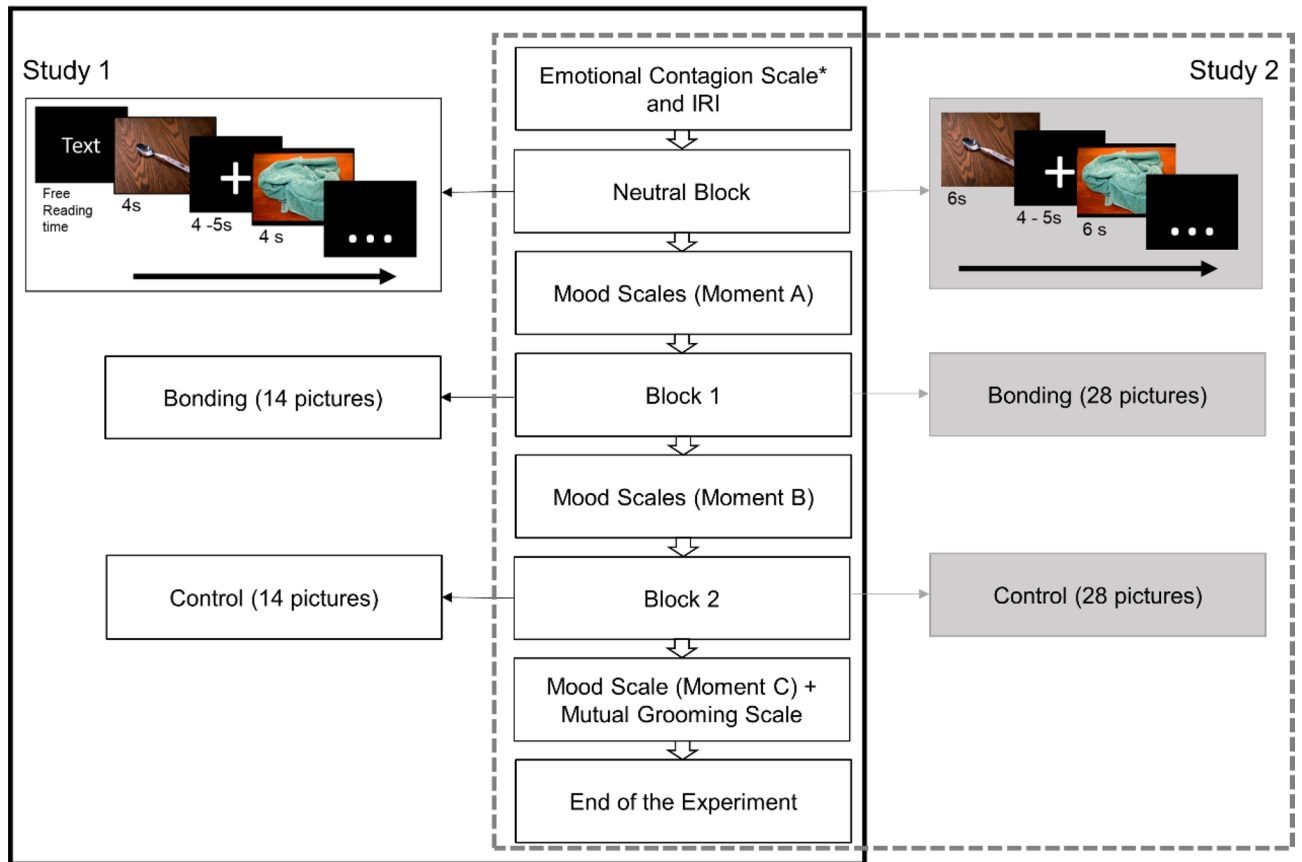 Study 1
Text
Free
Reading
time
4s
4 -5s
4 s
...
Emotional Contagion Scale*
and IRI
Neutral Block
Mood Scales (Moment A)
Block 1
Mood Scales (Moment B)
Block 2
Mood Scale (Moment C) +
Mutual Grooming Scale
End of the Experiment
Bonding (14 pictures)
Control (14 pictures)
Study 2
6s
4 - 5s
6 s
...
Bonding (28 pictures)
Control (28 pictures)